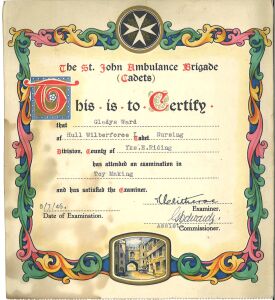 The St. John Ambulance Brigade
(Cadets)
This is to Certify
that Gladys Ward
of Hull Wilberforce Cadet Nursing
Division, County of Yks.E.Riding
has attended an examination in
Toy Making
and has satisfied the Examiner.
8/7/45.
Date of Examination.
Examiner.
Assist
Commissioner.